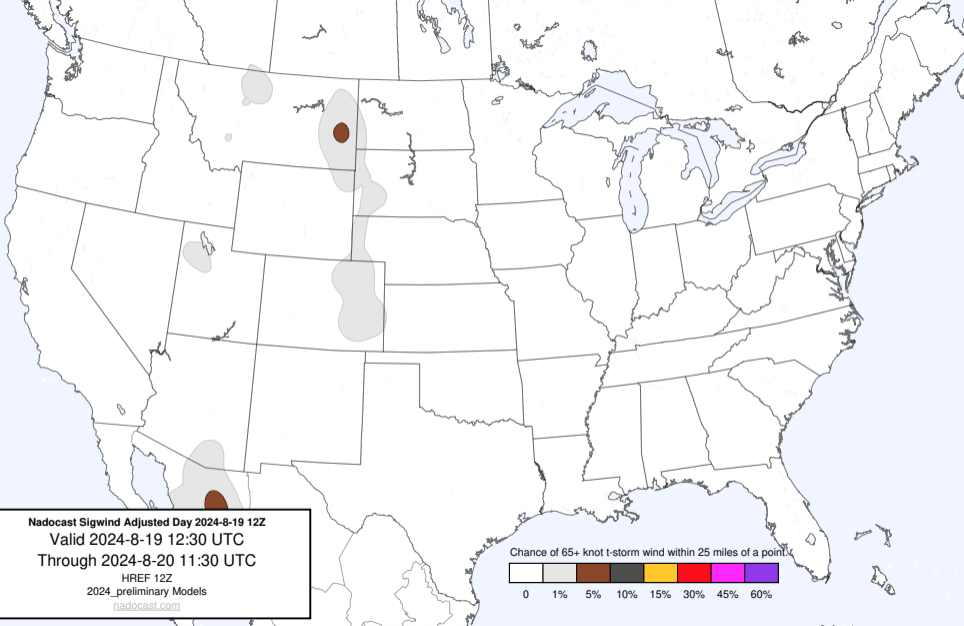 Nadocast Sigwind Adjusted Day 2024-8-19 12Z
Valid 2024-8-19 12:30 UTC
Through 2024-8-20 11:30 UTC
HREF 12Z
2024_preliminary Models
nadocast.com
Chance of 65+ knot t-storm wind within 25 miles of a point.
0 1% 5% 10% 15% 30% 45% 60%